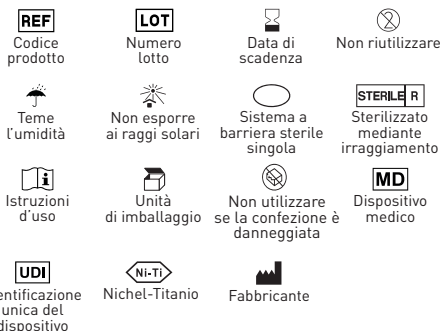 REF
LOT
Codice
prodotto
Numero
lotto
Data di
scadenza
Non riutilizzare
STERILE R
Teme
l'umidità
Non esporre
ai raggi solari
Sistema a
barriera sterile
singola
Sterilizzato
mediante
irraggiamento
i
MD
Istruzioni
d'uso
Unità
di imballaggio
Non utilizzare
se la confezione è
danneggiata
Dispositivo
medico
UDI
Ni-Ti
entificazione
unica del
dispositivo
Nichel-Titanio
Fabbricante